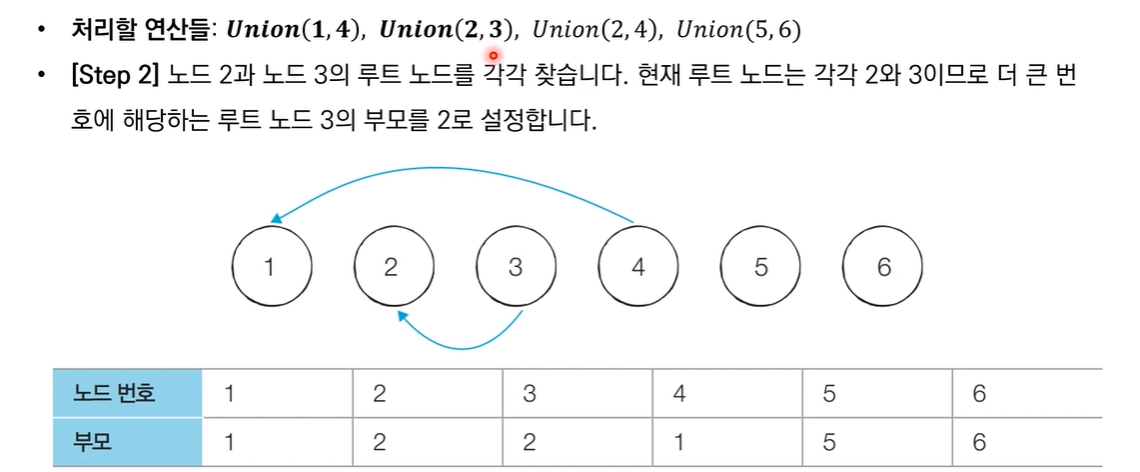 • 처리할 연산들: Union(1,4), Union(2,3), Union(2,4), Union(5,6)
• [Step 2] 노드 2과 노드 3의 루트 노드를 각각 찾습니다. 현재 루트 노드는 각각 2와 3이므로 더 큰 번
호에 해당하는 루트 노드 3의 부모를 2로 설정합니다.
1 2 3 4 5 6
노드 번호 1 2 3 4 5 6
부모 1 2 2 1 5 6